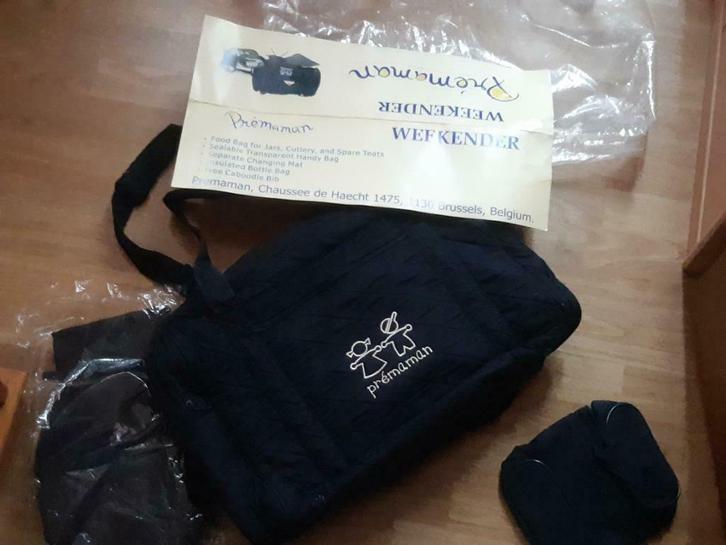 Prémaman
WEEKENDER
Prémaman
WEEKENDER
• Food Bag for Jars, Cutlery, and Spare Teats
• Sealable Transparent Handy Bag
Separate Changing Mat
Insulated Bottle Bag
Free Caboodle Bib
Premaman, Chaussee de Haecht 1475, 1130 Brussels, Belgium.
prémaman